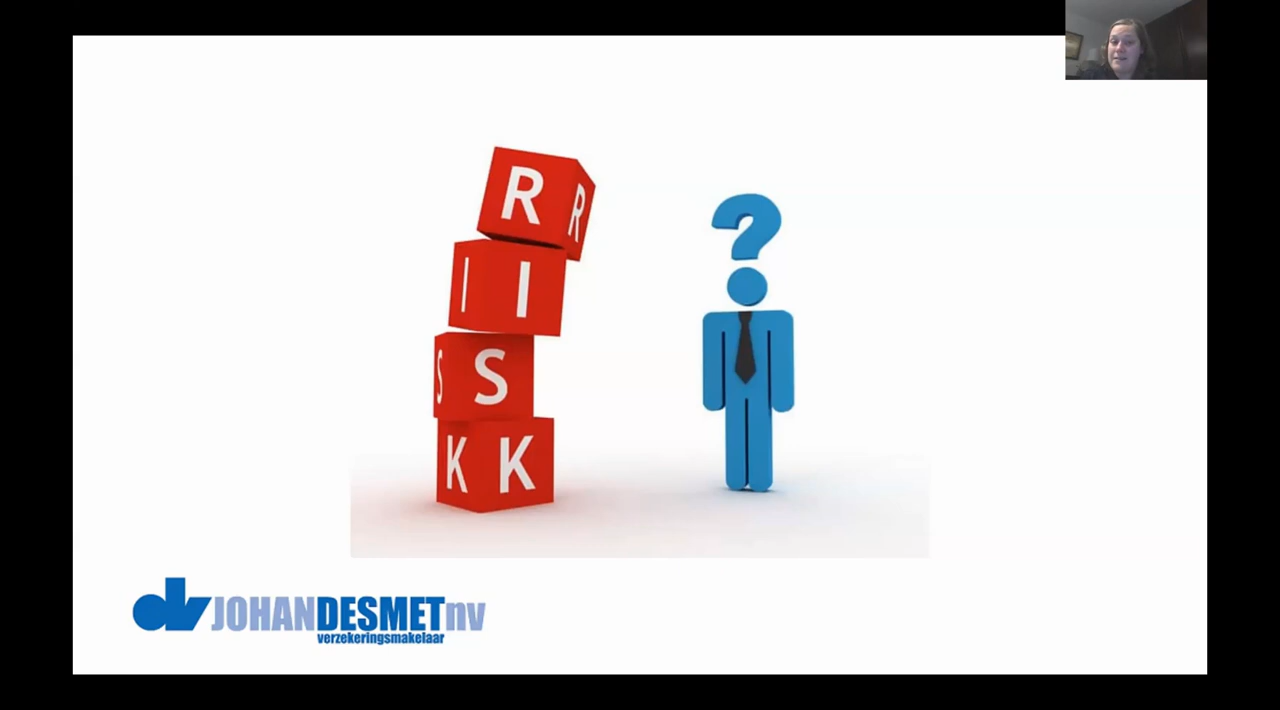 R R
I I
S S
K K
?
JOHANDESMETnv
verzekeringsmakelaar